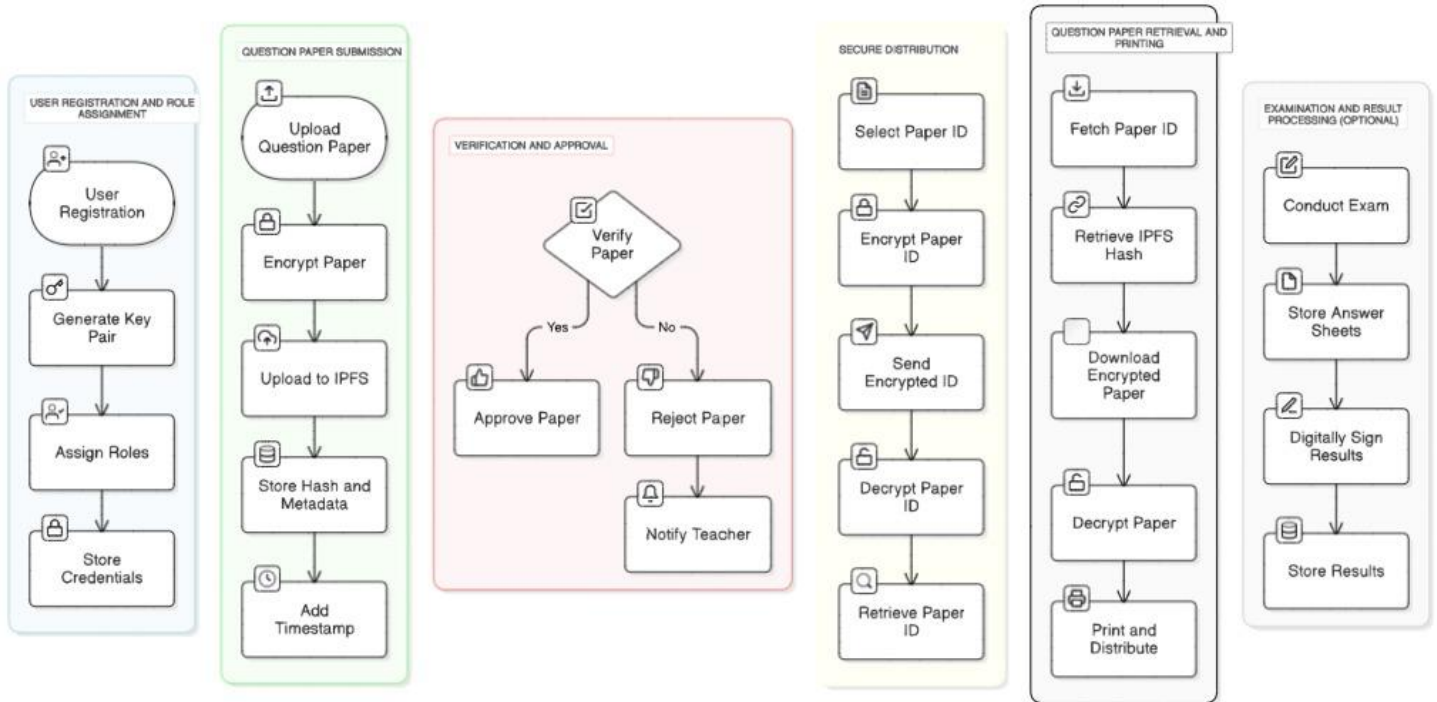 USER REGISTRATION AND ROLE
ASSIGNMENT
User
Registration
Generate Key
Pair
Assign Roles
Store
Credentials
QUESTION PAPER SUBMISSION
Upload
Question Paper
Encrypt Paper
Upload to IPFS
Store Hash and
Metadata
Add
Timestamp
VERIFICATION AND APPROVAL
Verify
Paper
Yes
No
Approve Paper
Reject Paper
Notify Teacher
SECURE DISTRIBUTION
Select Paper ID
Encrypt Paper
ID
Send
Encrypted ID
Decrypt Paper
ID
Retrieve Paper
ID
QUESTION PAPER RETRIEVAL AND
PRINTING
Fetch Paper ID
Retrieve IPFS
Hash
Download
Encrypted
Paper
Decrypt Paper
Print and
Distribute
EXAMINATION AND RESULT
PROCESSING (OPTIONAL)
Conduct Exam
Store Answer
Sheets
Digitally Sign
Results
Store Results